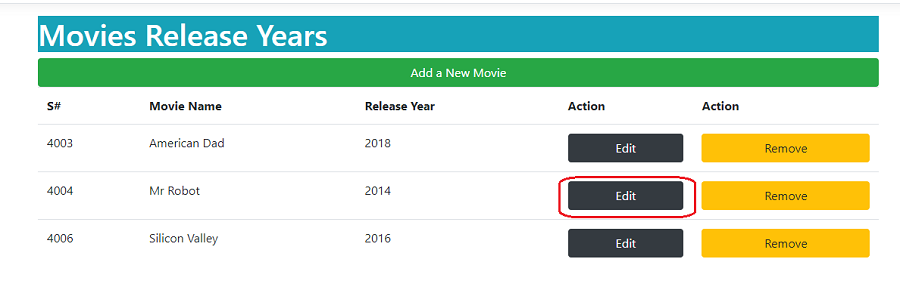 Movies Release Years
Add a New Movie
S# Movie Name Release Year Action Action
4003 American Dad 2018 Edit Remove
4004 Mr Robot 2014 Edit Remove
4006 Silicon Valley 2016 Edit Remove